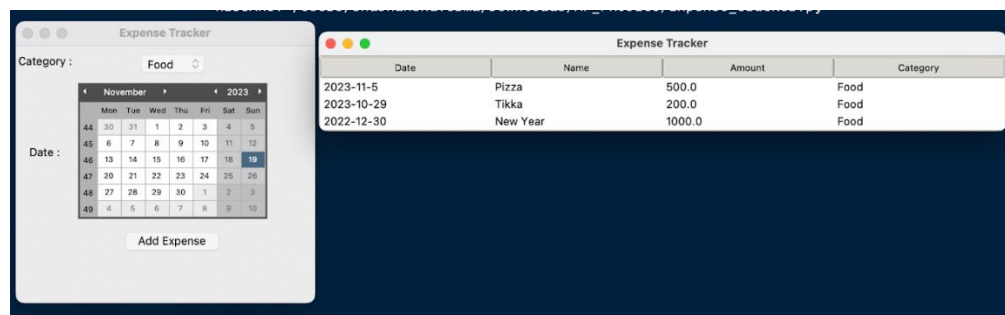 Expense Tracker
Category :
Food
November
2023
Mon Tue Wed Thu Fri Sat Sun
44 30 31 1 2 3 4 5
45 6 7 8 9 10 11 12
Date :
46 13 14 15 16 17 18 19
47 20 21 22 23 24 25 26
48 27 28 29 30 1 2 3
49 4 5 6 7 8 9 10
Add Expense
Expense Tracker
Date Name Amount Category
2023-11-5 Pizza 500.0 Food
2023-10-29 Tikka 200.0 Food
2022-12-30 New Year 1000.0 Food